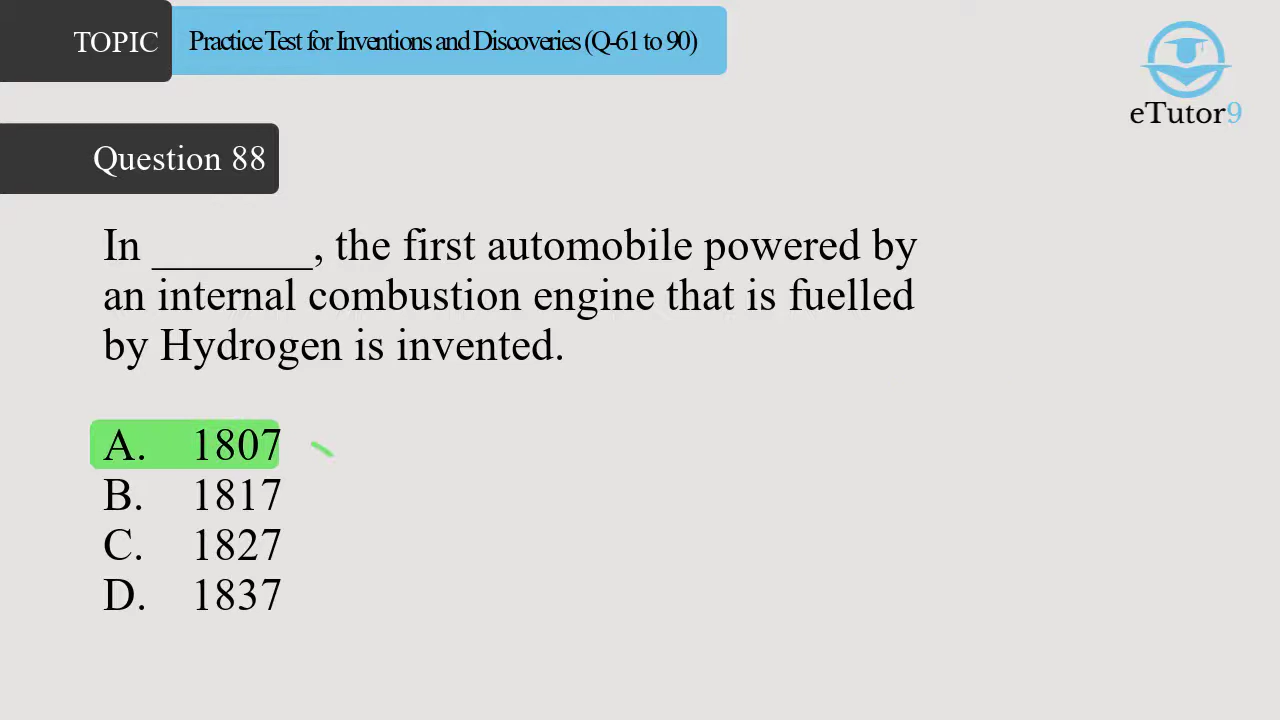 TOPIC
Practice Test for Inventions and Discoveries (Q-61 to 90)
eTutor9
Question 88
In _______, the first automobile powered by
an internal combustion engine that is fuelled
by Hydrogen is invented.
A. 1807
B. 1817
C. 1827
D. 1837